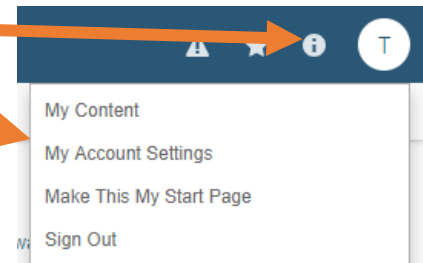 T
My Content
My Account Settings
Make This My Start Page
Sign Out